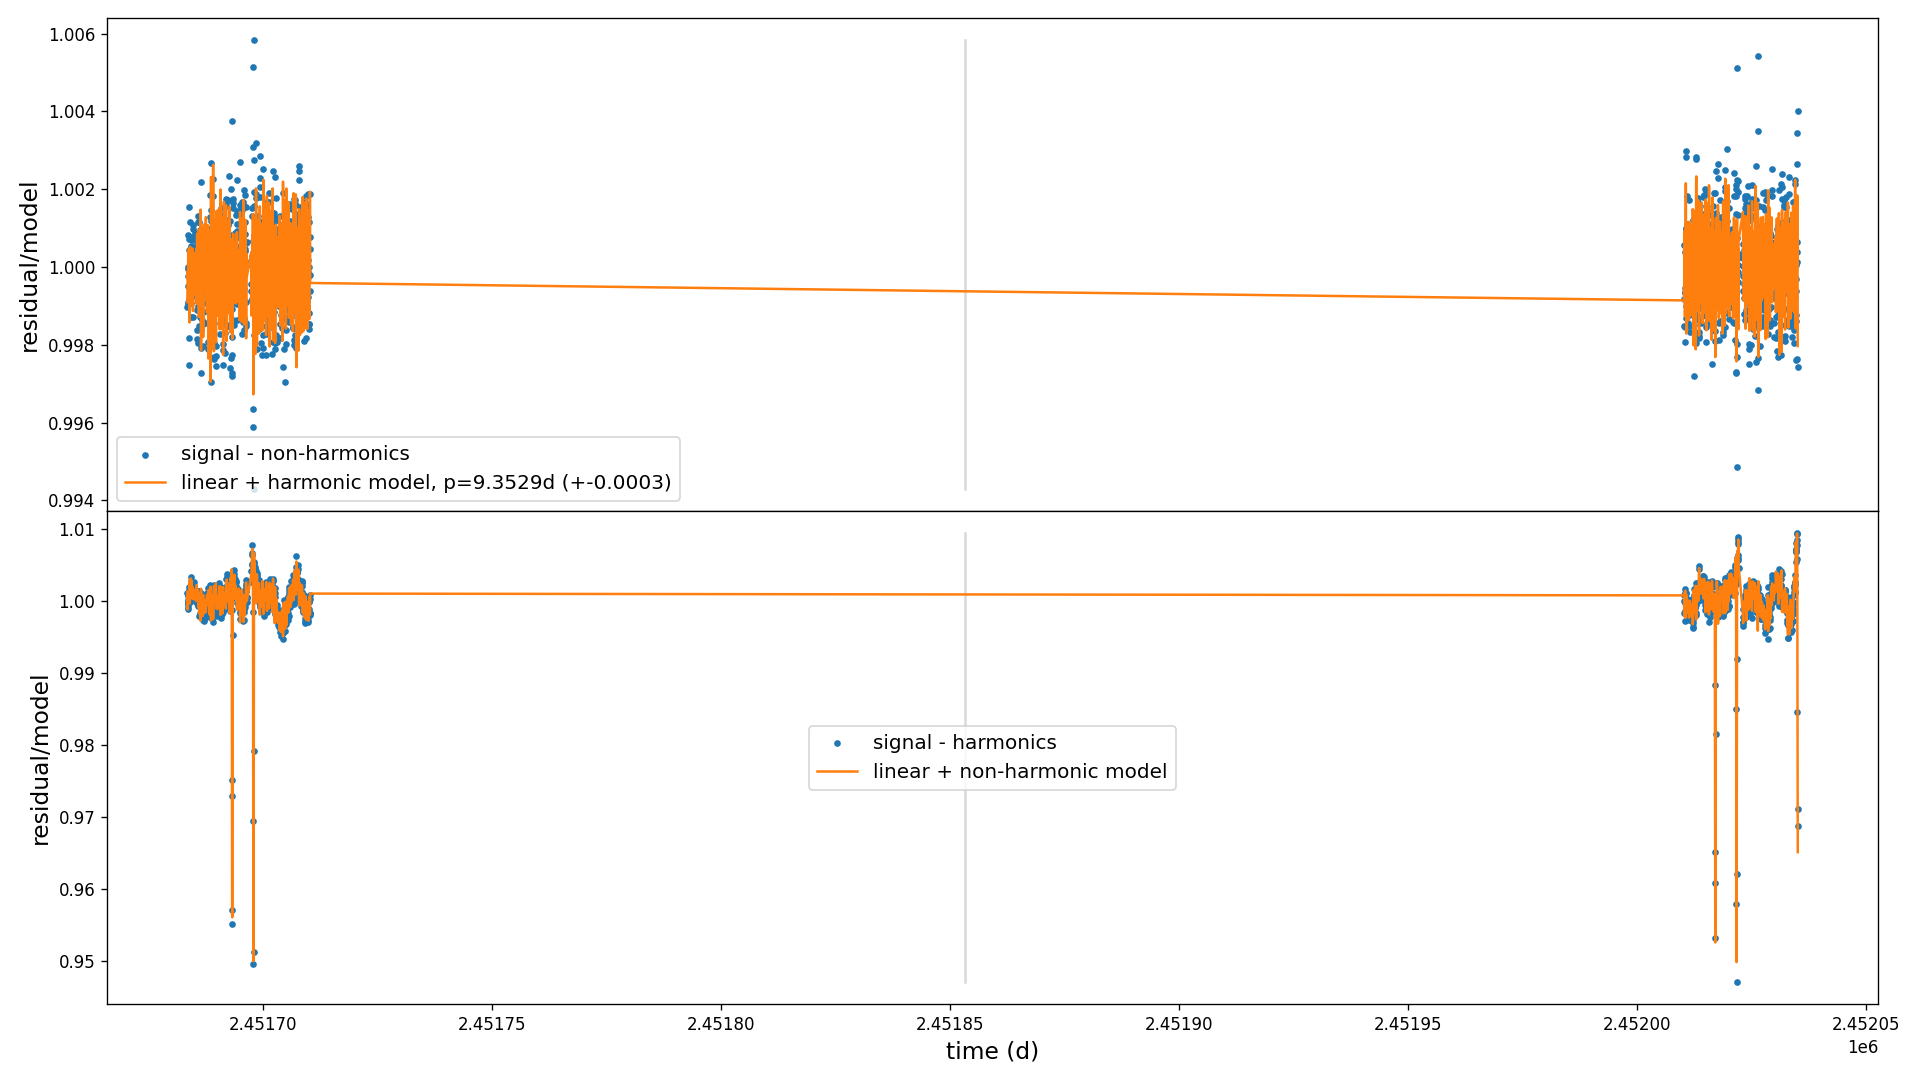 1.006
1.004
1.002
1.000
0.998
0.996
0.994
residual/model
signal - non-harmonics
linear + harmonic model, p=9.3529d (+-0.0003)
1.01
1.00
0.99
0.98
0.97
0.96
0.95
residual/model
signal - harmonics
linear + non-harmonic model
2.45170
2.45175
2.45180
2.45185
2.45190
2.45195
2.45200
2.45205
1e6
time (d)